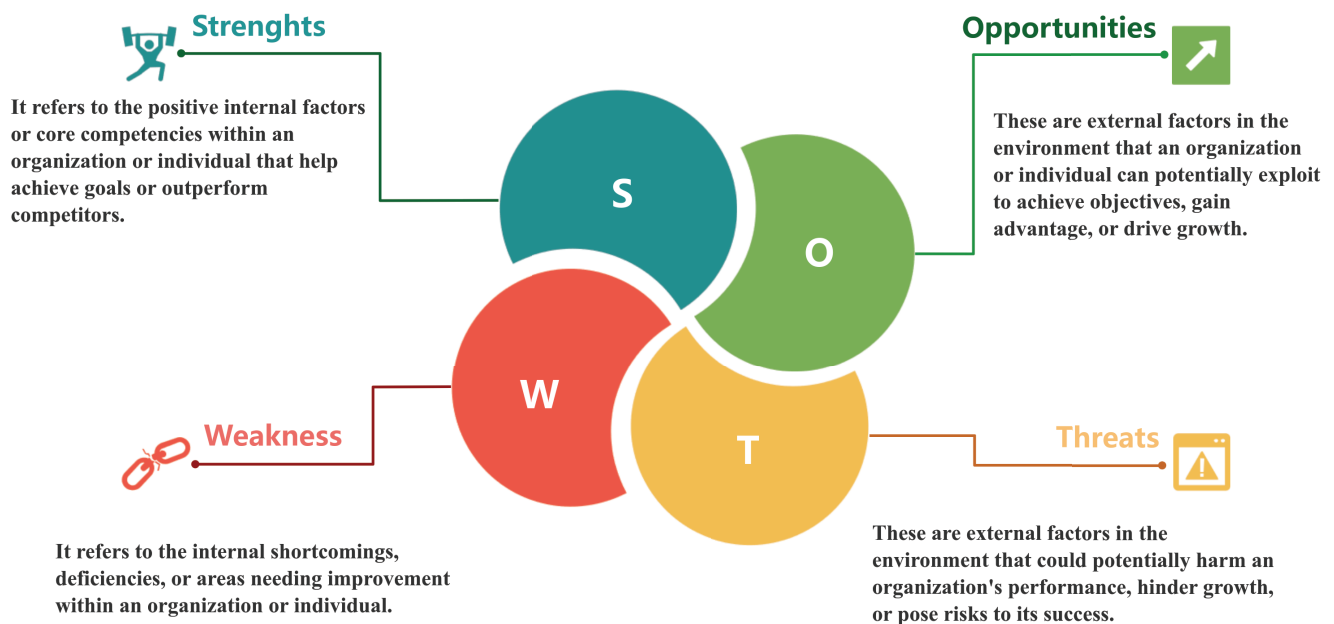 Strenghts
It refers to the positive internal factors
or core competencies within an
organization or individual that help
achieve goals or outperform
competitors.
Opportunities
These are external factors in the
environment that an organization
or individual can potentially exploit
to achieve objectives, gain
advantage, or drive growth.
S
O
W
T
Weakness
It refers to the internal shortcomings,
deficiencies, or areas needing improvement
within an organization or individual.
Threats
These are external factors in the
environment that could potentially harm an
organization's performance, hinder growth,
or pose risks to its success.